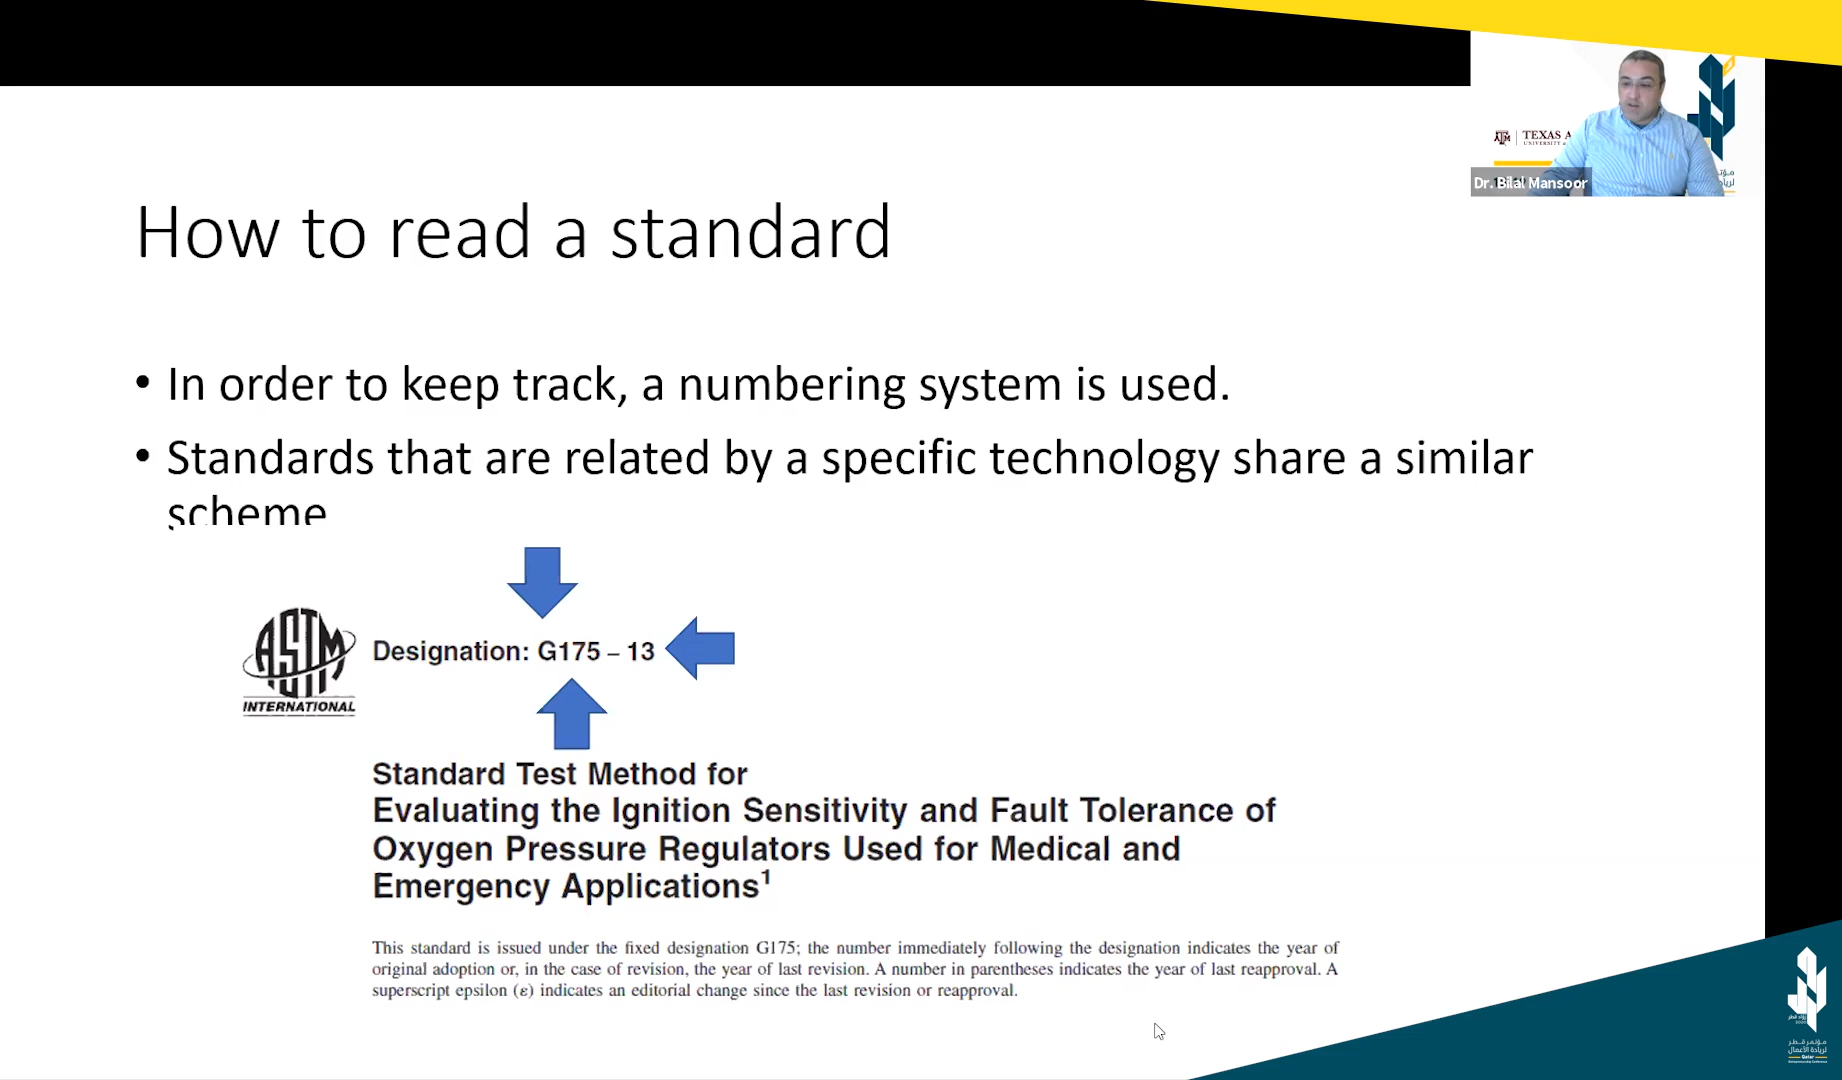 TEXAS A
UNIVERSITY
Dr. Bilal Mansoor
How to read a standard
• In order to keep track, a numbering system is used.
• Standards that are related by a specific technology share a similar
scheme
ASTM
INTERNATIONAL
Designation: G175 – 13
Standard Test Method for
Evaluating the Ignition Sensitivity and Fault Tolerance of
Oxygen Pressure Regulators Used for Medical and
Emergency Applications¹
This standard is issued under the fixed designation G175; the number immediately following the designation indicates the year of
original adoption or, in the case of revision, the year of last revision. A number in parentheses indicates the year of last reapproval. A
superscript epsilon (ε) indicates an editorial change since the last revision or reapproval.
مؤتمر قطر
لريادة الأعمال
Qatar